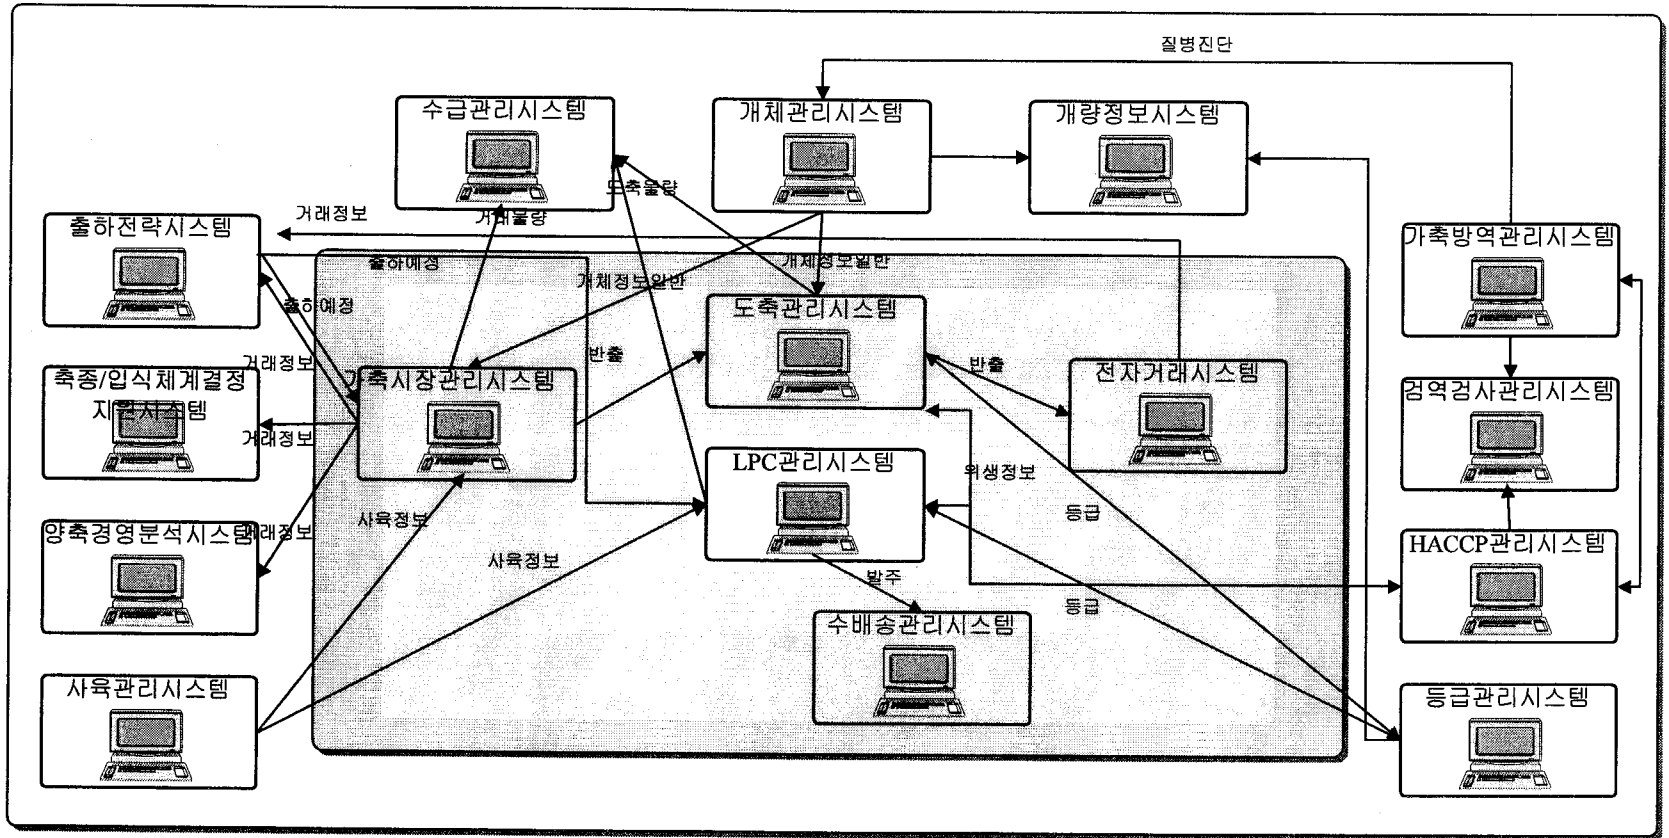 질병진단
수급관리시스템
개체관리시스템
개량정보시스템
도축물량
거래정보
거래물량
출하전략시스템
가축방역관리시스템
출하예정
개체정보일반
개체정보일반
도축관리시스템
출하예정
거래정보
반출
반출
전자거래시스템
축종/입식체계결정
지원시스템
가축시장관리시스템
검역검사관리시스템
거래정보
LPC관리시스템
위생정보
사육정보
등급
양축경영분석시스템
거래정보
HACCP관리시스템
사육정보
발주
등급
수배송관리시스템
사육관리시스템
등급관리시스템